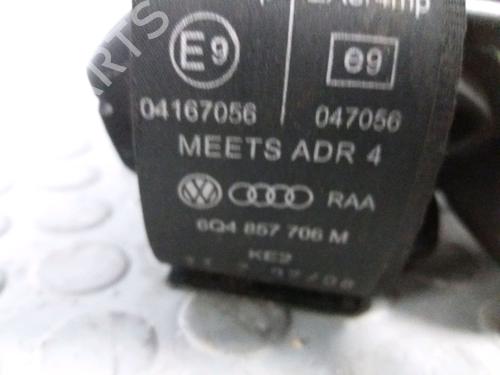 E9
e9
04167056
047056
MEETS ADR 4
RAA
6Q4 857 706 M
KE2